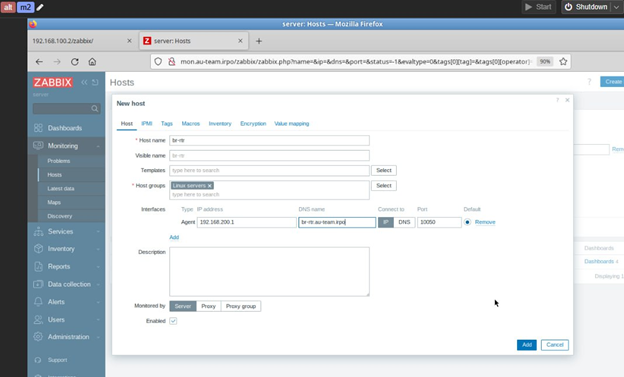 alt m2 Start Shutdown
server: Hosts — Mozilla Firefox
192.168.100.2/zabbix/ × Z server: Hosts × +
mon.au-team.irpo/zabbix/zabbix.php?name=&ip=&dns=&port=&status=-1&evaltype=0&tags[0][tag]=&tags[0][operator] 90%
ZABBIX
server
Hosts
? Create
New host
? ×
Host IPMI Tags Macros Inventory Encryption Value mapping
* Host name br-rtr
Visible name br-rtr
Templates type here to search Select
* Host groups Linux servers × Select
type here to search
Interfaces Type IP address DNS name Connect to Port Default
Agent 192.168.200.1 br-rtr.au-team.irpo IP DNS 10050 Remove
Add
Description
Monitored by Server Proxy Proxy group
Enabled
Add Cancel
Dashboards
Monitoring
Problems
Hosts
Latest data
Maps
Discovery
Services
Inventory
Reports
Data collection
Alerts
Users
Administration
Support
Rem
Dashboards
Dashboards 4
Displaying 1